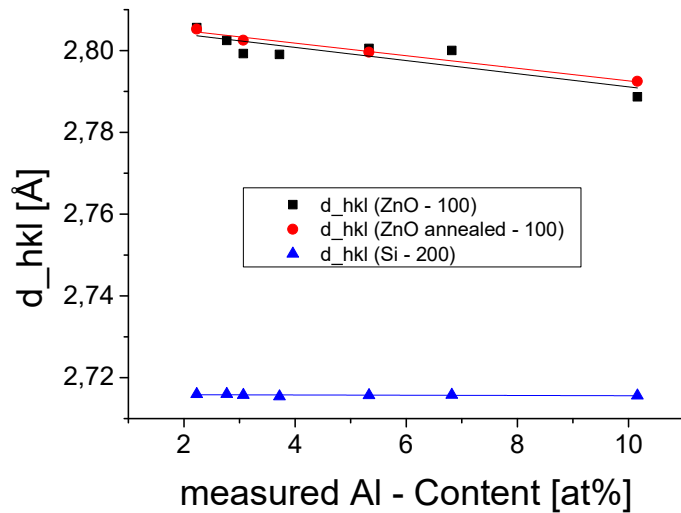 2,80
2,78
2,76
2,74
2,72
d_hkl [Å]
d_hkl (ZnO - 100)
d_hkl (ZnO annealed - 100)
d_hkl (Si - 200)
2 4 6 8 10
measured Al - Content [at%]